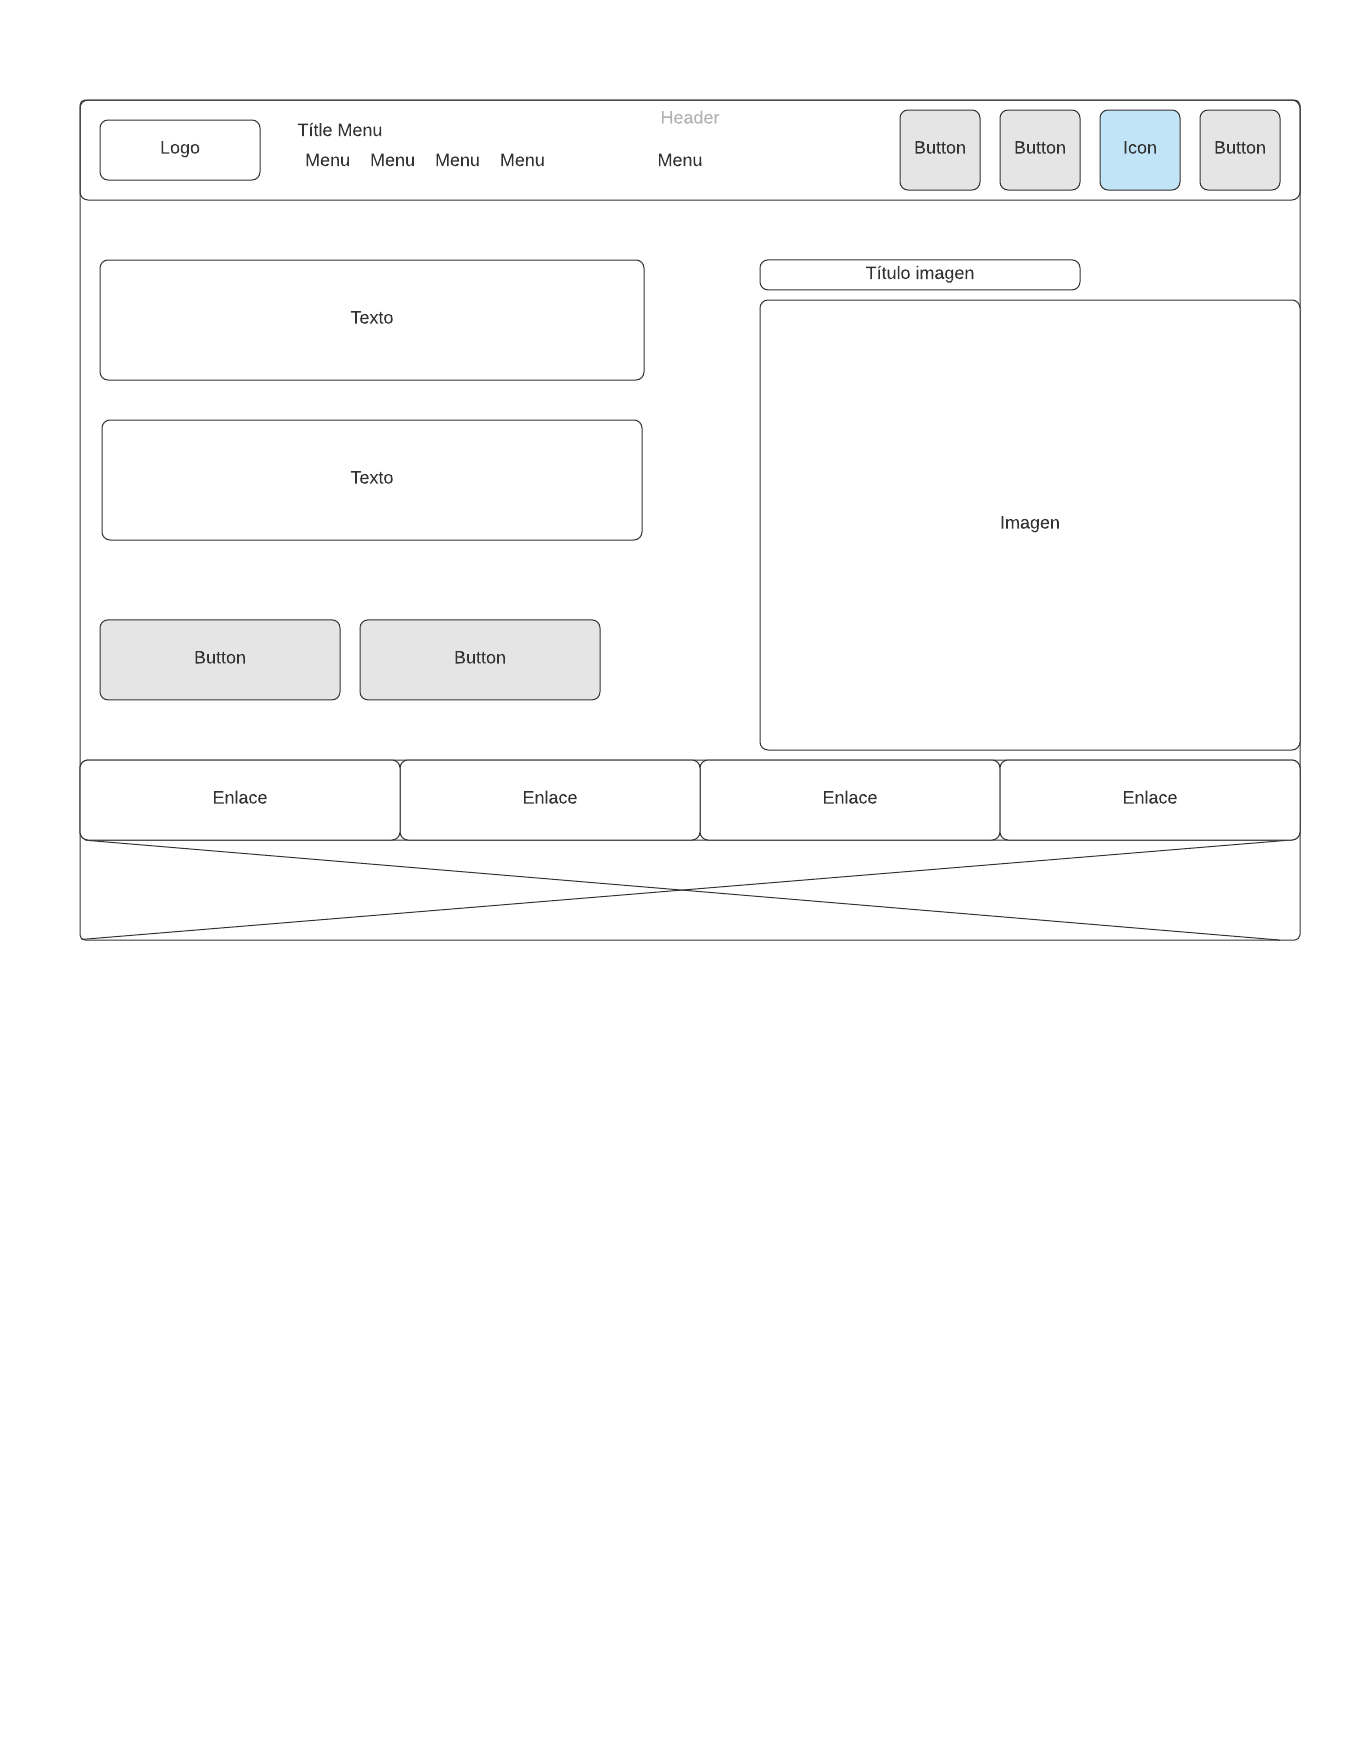 Header
Logo
Títle Menu
Menu Menu Menu Menu Menu
Button Button Icon Button
Texto
Título imagen
Texto
Imagen
Button Button
Enlace Enlace Enlace Enlace